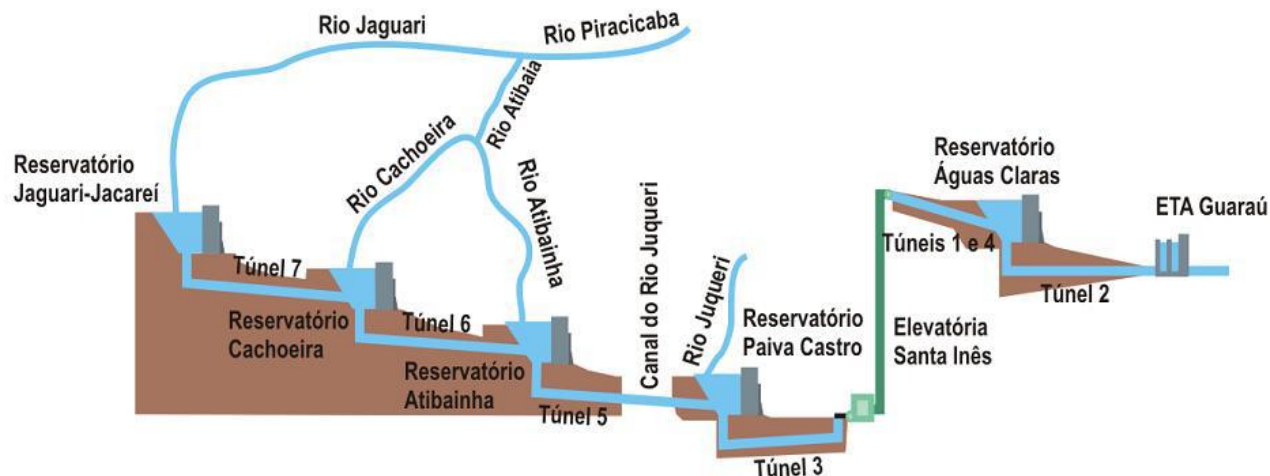 Rio Jaguari
Rio Piracicaba
Rio Atibaia
Rio Cachoeira
Rio Atibainha
Reservatório
Jaguari-Jacareí
Túnel 7
Reservatório
Cachoeira
Túnel 6
Reservatório
Atibainha
Túnel 5
Canal do Rio Juqueri
Rio Juqueri
Reservatório
Paiva Castro
Túnel 3
Elevatória
Santa Inês
Reservatório
Águas Claras
Túneis 1 e 4
Túnel 2
ETA Guaraú